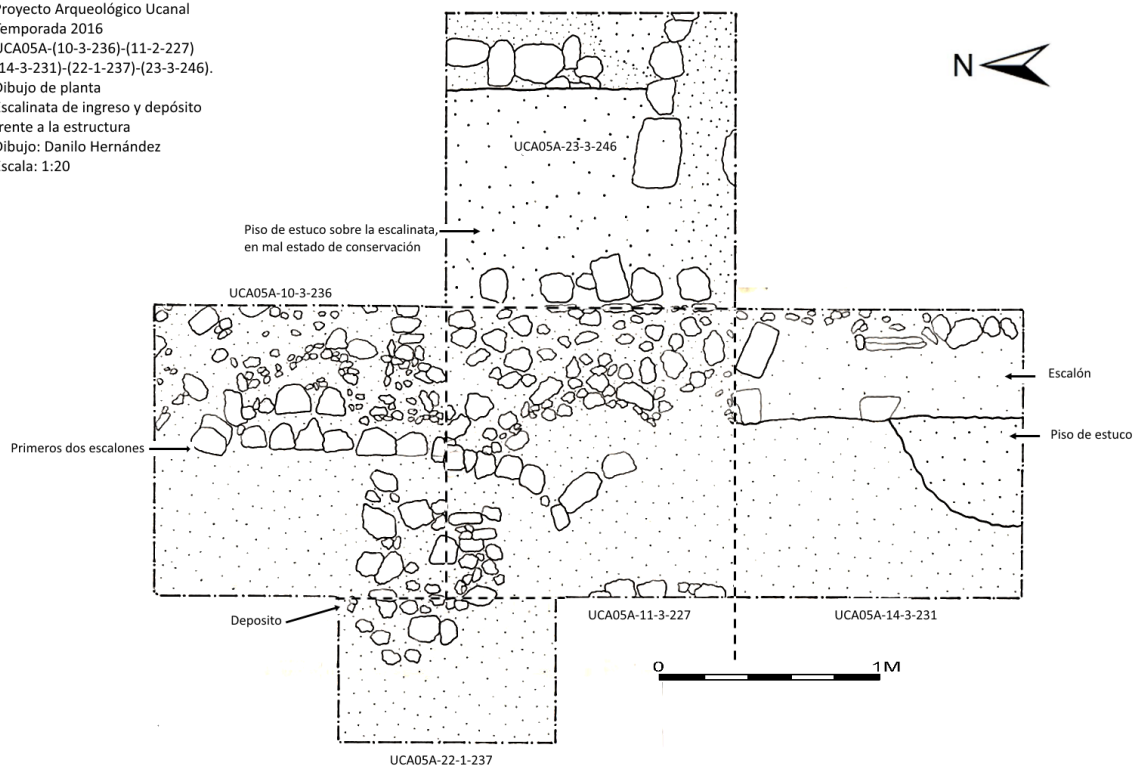 Proyecto Arqueológico Ucanal
Temporada 2016
UCA05A-(10-3-236)-(11-2-227)
(14-3-231)-(22-1-237)-(23-3-246).
Dibujo de planta
Escalinata de ingreso y depósito
frente a la estructura
Dibujo: Danilo Hernández
Escala: 1:20
N
UCA05A-23-3-246
Piso de estuco sobre la escalinata,
en mal estado de conservación
UCA05A-10-3-236
Escalón
Piso de estuco
Primeros dos escalones
Deposito
UCA05A-11-3-227
UCA05A-14-3-231
0 1M
UCA05A-22-1-237